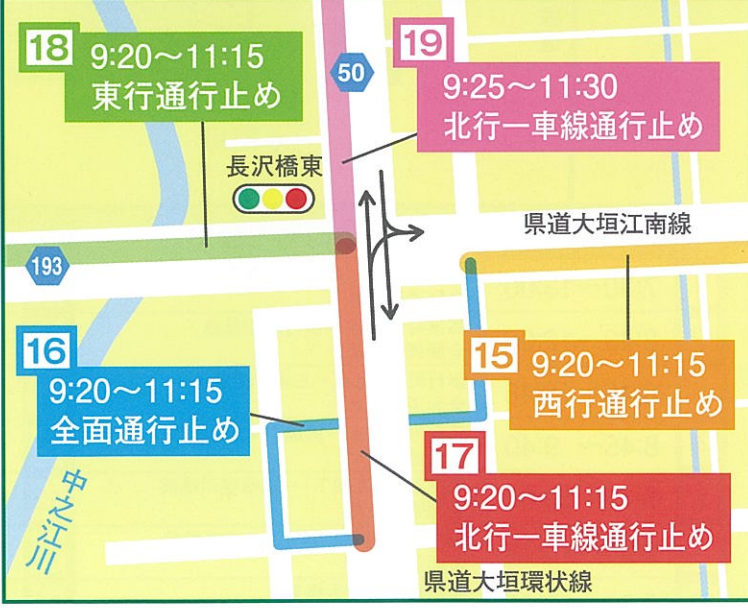 18
9:20〜11:15
東行通行止め
50
19
9:25〜11:30
北行一車線通行止め
長沢橋東
県道大垣江南線
193
16
9:20〜11:15
全面通行止め
15
9:20〜11:15
西行通行止め
17
9:20〜11:15
北行一車線通行止め
中之江川
県道大垣環状線